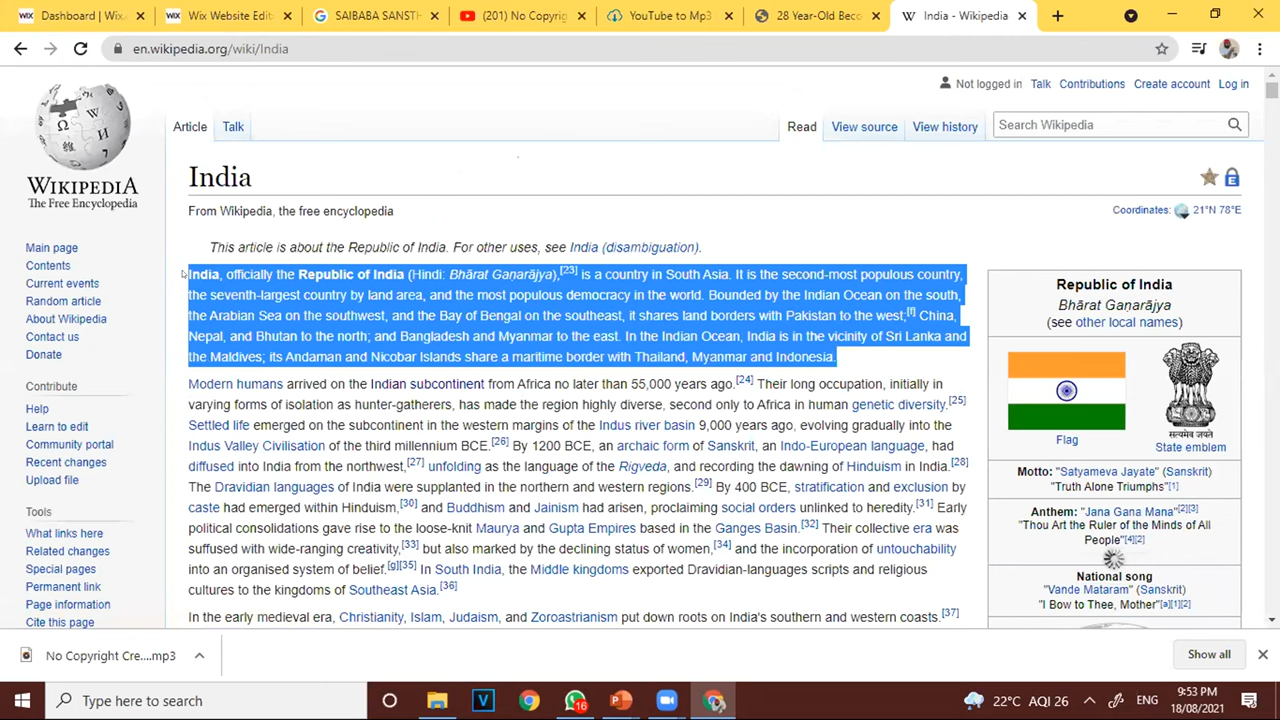 Dashboard | Wix.
Wix Website Edit
SAIBABA SANSTH
(201) No Copyrig
YouTube to Mp3
28 Year-Old Beco
India - Wikipedia
en.wikipedia.org/wiki/India
Not logged in Talk Contributions Create account Log in
Article Talk
Read View source View history
Search Wikipedia
WIKIPEDIA
The Free Encyclopedia
Main page
Contents
Current events
Random article
About Wikipedia
Contact us
Donate
Contribute
Help
Learn to edit
Community portal
Recent changes
Upload file
Tools
What links here
Related changes
Special pages
Permanent link
Page information
Cite this page
India
From Wikipedia, the free encyclopedia
Coordinates: 21°N 78°E
This article is about the Republic of India. For other uses, see India (disambiguation).
India, officially the Republic of India (Hindi: Bhārat Gaṇarājya),[23] is a country in South Asia. It is the second-most populous country,
the seventh-largest country by land area, and the most populous democracy in the world. Bounded by the Indian Ocean on the south,
the Arabian Sea on the southwest, and the Bay of Bengal on the southeast, it shares land borders with Pakistan to the west;[f] China,
Nepal, and Bhutan to the north; and Bangladesh and Myanmar to the east. In the Indian Ocean, India is in the vicinity of Sri Lanka and
the Maldives; its Andaman and Nicobar Islands share a maritime border with Thailand, Myanmar and Indonesia.
Modern humans arrived on the Indian subcontinent from Africa no later than 55,000 years ago.[24] Their long occupation, initially in
varying forms of isolation as hunter-gatherers, has made the region highly diverse, second only to Africa in human genetic diversity.[25]
Settled life emerged on the subcontinent in the western margins of the Indus river basin 9,000 years ago, evolving gradually into the
Indus Valley Civilisation of the third millennium BCE.[26] By 1200 BCE, an archaic form of Sanskrit, an Indo-European language, had
diffused into India from the northwest,[27] unfolding as the language of the Rigveda, and recording the dawning of Hinduism in India.[28]
The Dravidian languages of India were supplanted in the northern and western regions.[29] By 400 BCE, stratification and exclusion by
caste had emerged within Hinduism,[30] and Buddhism and Jainism had arisen, proclaiming social orders unlinked to heredity.[31] Early
political consolidations gave rise to the loose-knit Maurya and Gupta Empires based in the Ganges Basin.[32] Their collective era was
suffused with wide-ranging creativity,[33] but also marked by the declining status of women,[34] and the incorporation of untouchability
into an organised system of belief.[g][35] In South India, the Middle kingdoms exported Dravidian-languages scripts and religious
cultures to the kingdoms of Southeast Asia.[36]
In the early medieval era, Christianity, Islam, Judaism, and Zoroastrianism put down roots on India's southern and western coasts.[37]
Republic of India
Bhārat Gaṇarājya
(see other local names)
सत्यमेव जयते
Flag
State emblem
Motto: "Satyameva Jayate" (Sanskrit)
"Truth Alone Triumphs"[1]
Anthem: "Jana Gana Mana"[2][3]
"Thou Art the Ruler of the Minds of All
People"[4][2]
National song
"Vande Mataram" (Sanskrit)
"I Bow to Thee, Mother"[a][1][2]
No Copyright Cre....mp3
Show all
Type here to search
16
22°C AQI 26
ENG
9:53 PM
18/08/2021